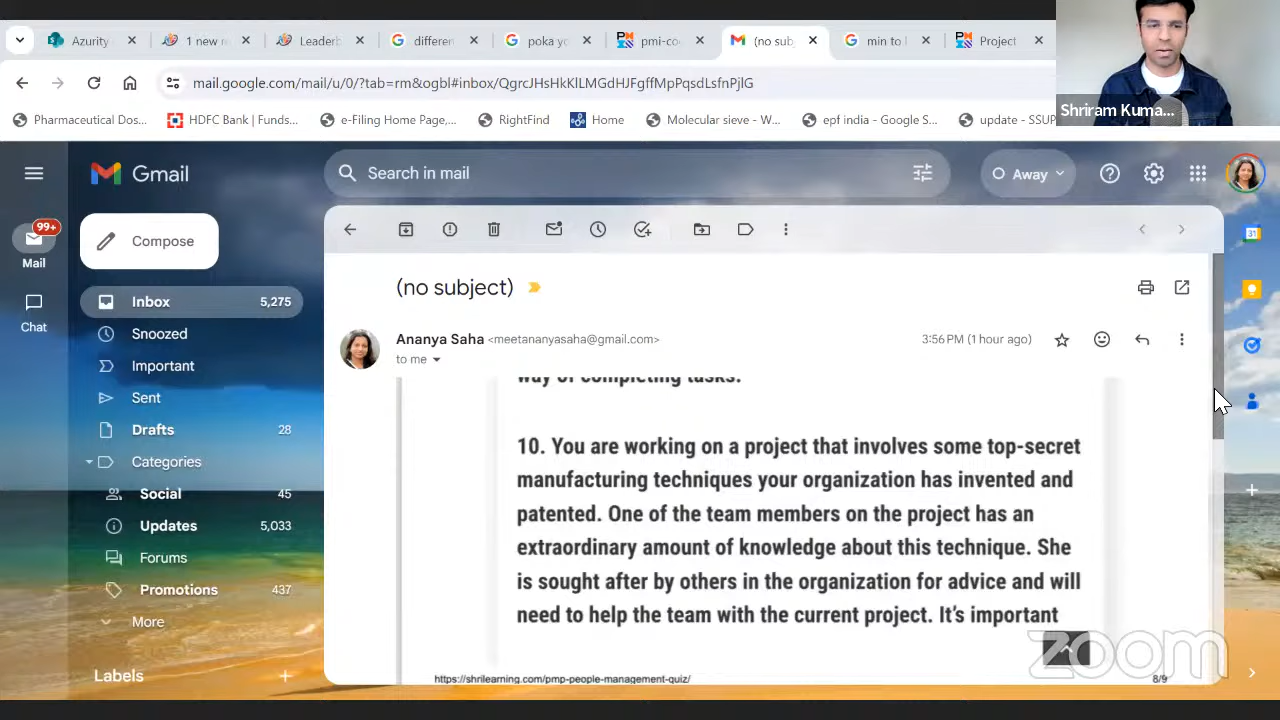 Azurity
1 new re
Leaderb
differe
poka yo
pmi-co
(no sub
min to
Project
mail.google.com/mail/u/0/?tab=rm&ogbl#inbox/QgrcJHsHkKlLMGdHJFgffMpPqsdLsfnPjlG
Shriram Kuma...
Pharmaceutical Dos...
HDFC Bank | Funds...
e-Filing Home Page...
RightFind
Home
Molecular sieve - W...
epf india - Google S...
update - SSUP
Gmail
Search in mail
Away
99+
Mail
Chat
Compose
Inbox 5,275
Snoozed
Important
Sent
Drafts 28
Categories
Social 45
Updates 5,033
Forums
Promotions 437
More
Labels
31
(no subject)
Ananya Saha <meetananyasaha@gmail.com>
3:56 PM (1 hour ago)
to me
way of completing tasks.
10. You are working on a project that involves some top-secret
manufacturing techniques your organization has invented and
patented. One of the team members on the project has an
extraordinary amount of knowledge about this technique. She
is sought after by others in the organization for advice and will
need to help the team with the current project. It's important
https://shrilearning.com/pmp-people-management-quiz/
8/9
zoom